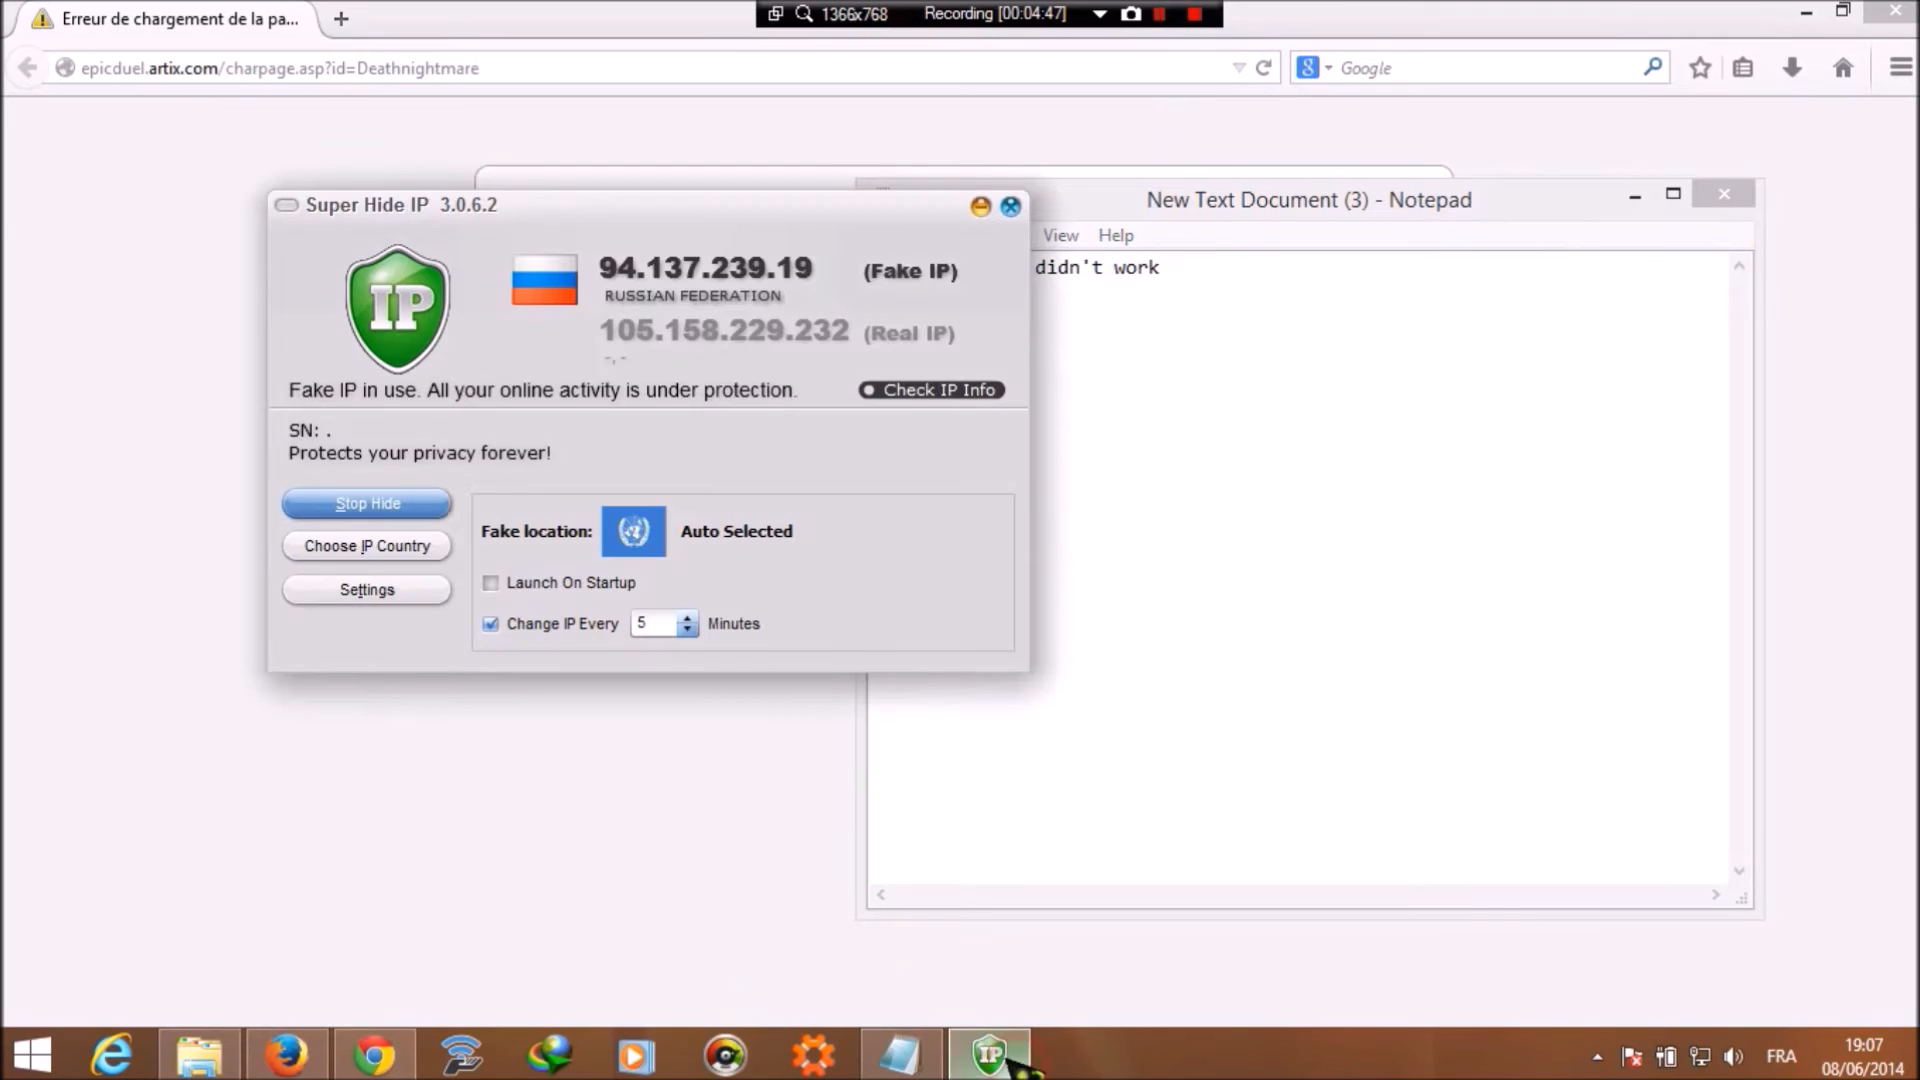 Erreur de chargement de la pa...
1366x768
Recording [00:04:47]
epicduel.artix.com/charpage.asp?id=Deathnightmare
8
Google
Super Hide IP 3.0.6.2
New Text Document (3) - Notepad
View Help
didn't work
IP
94.137.239.19 (Fake IP)
RUSSIAN FEDERATION
105.158.229.232 (Real IP)
-, -
Fake IP in use. All your online activity is under protection.
Check IP Info
SN: .
Protects your privacy forever!
Stop Hide
Choose IP Country
Settings
Fake location: Auto Selected
Launch On Startup
Change IP Every 5 Minutes
IP
FRA
19:07
08/06/2014